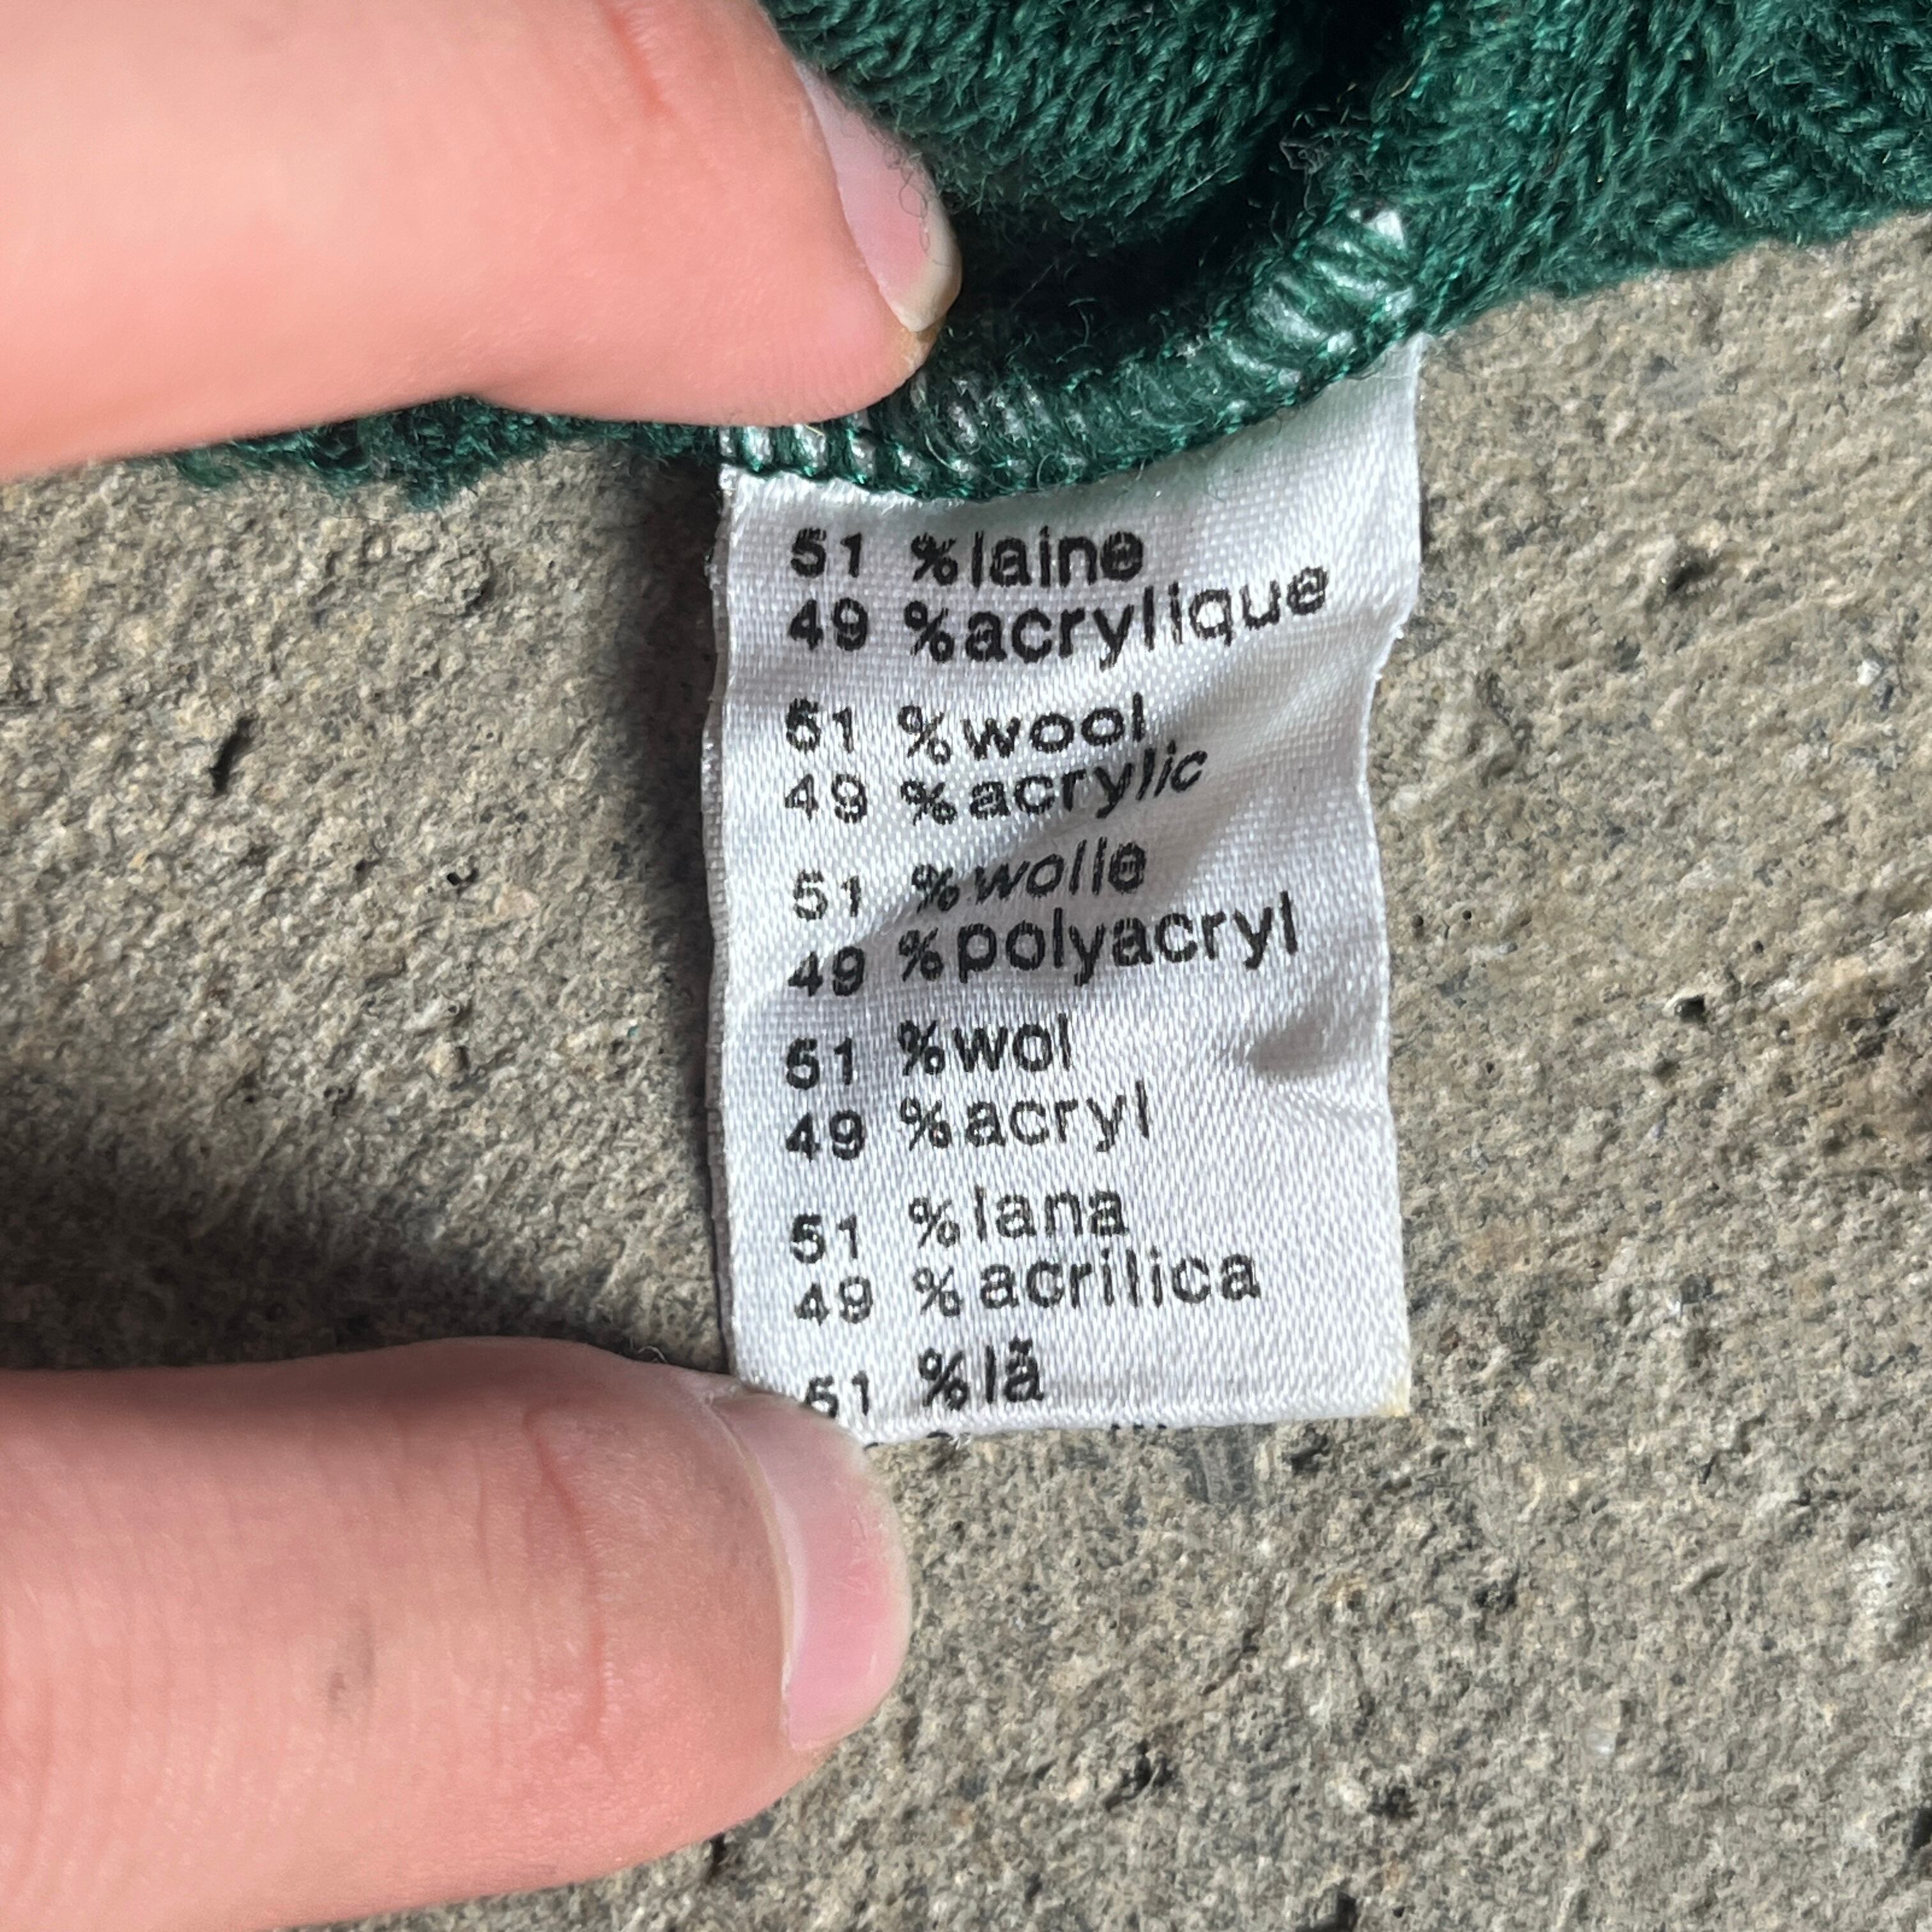 51 %laine
49 %acrylique
51 %wool
49 %acrylic
51 %wolle
49 %polyacryl
51 %wol
49 %acryl
51 %lana
49 %acrilica
51 %lã